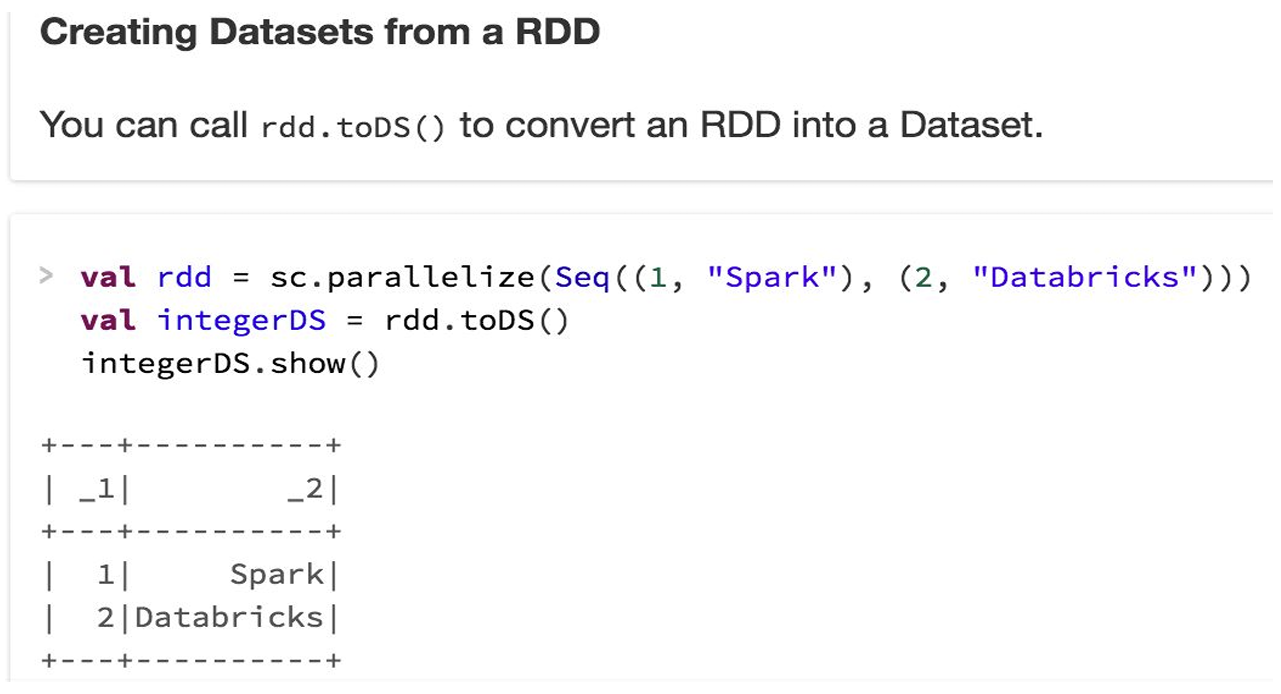 Creating Datasets from a RDD
You can call rdd.toDS() to convert an RDD into a Dataset.
> val rdd = sc.parallelize(Seq((1, "Spark"), (2, "Databricks")))
val integerDS = rdd.toDS()
integerDS.show()
+---+----------+
| _1|        _2|
+---+----------+
|  1|     Spark|
|  2|Databricks|
+---+----------+